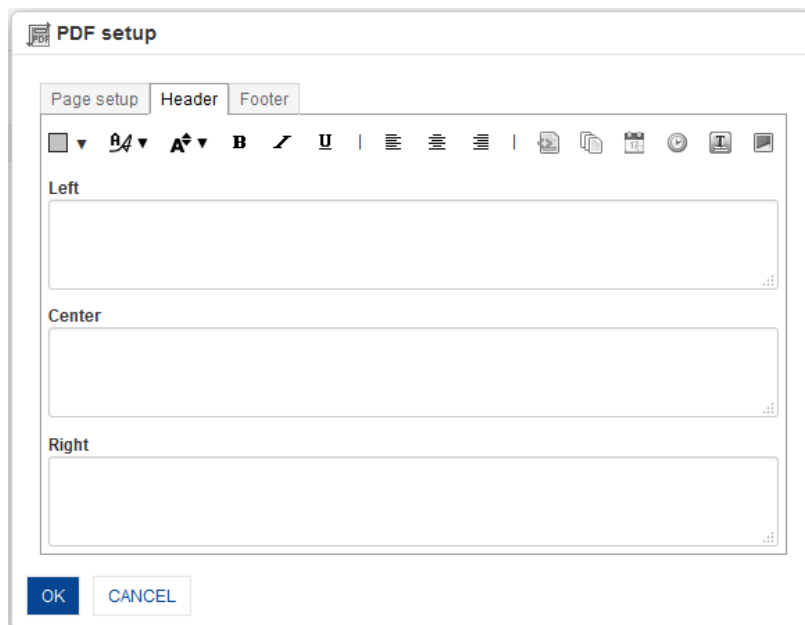 PDF setup
Page setup Header Footer
B I U
Left
Center
Right
OK CANCEL